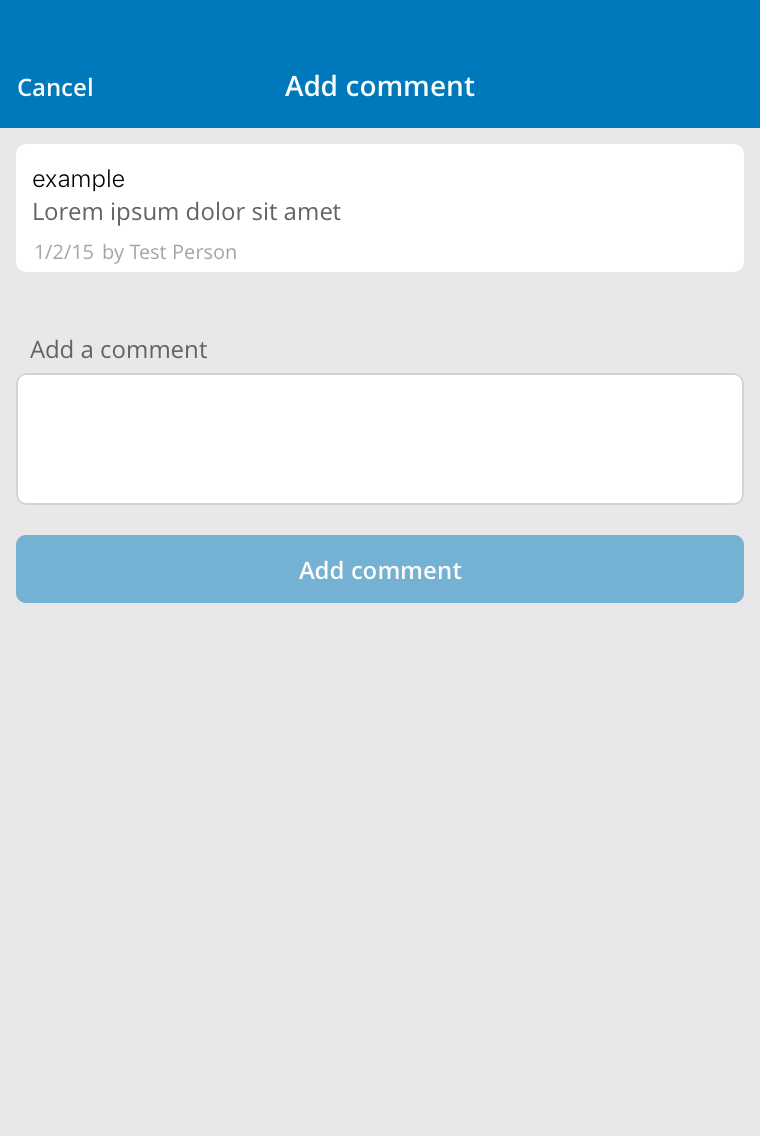 Cancel
Add comment
example
Lorem ipsum dolor sit amet
1/2/15 by Test Person
Add a comment
Add comment